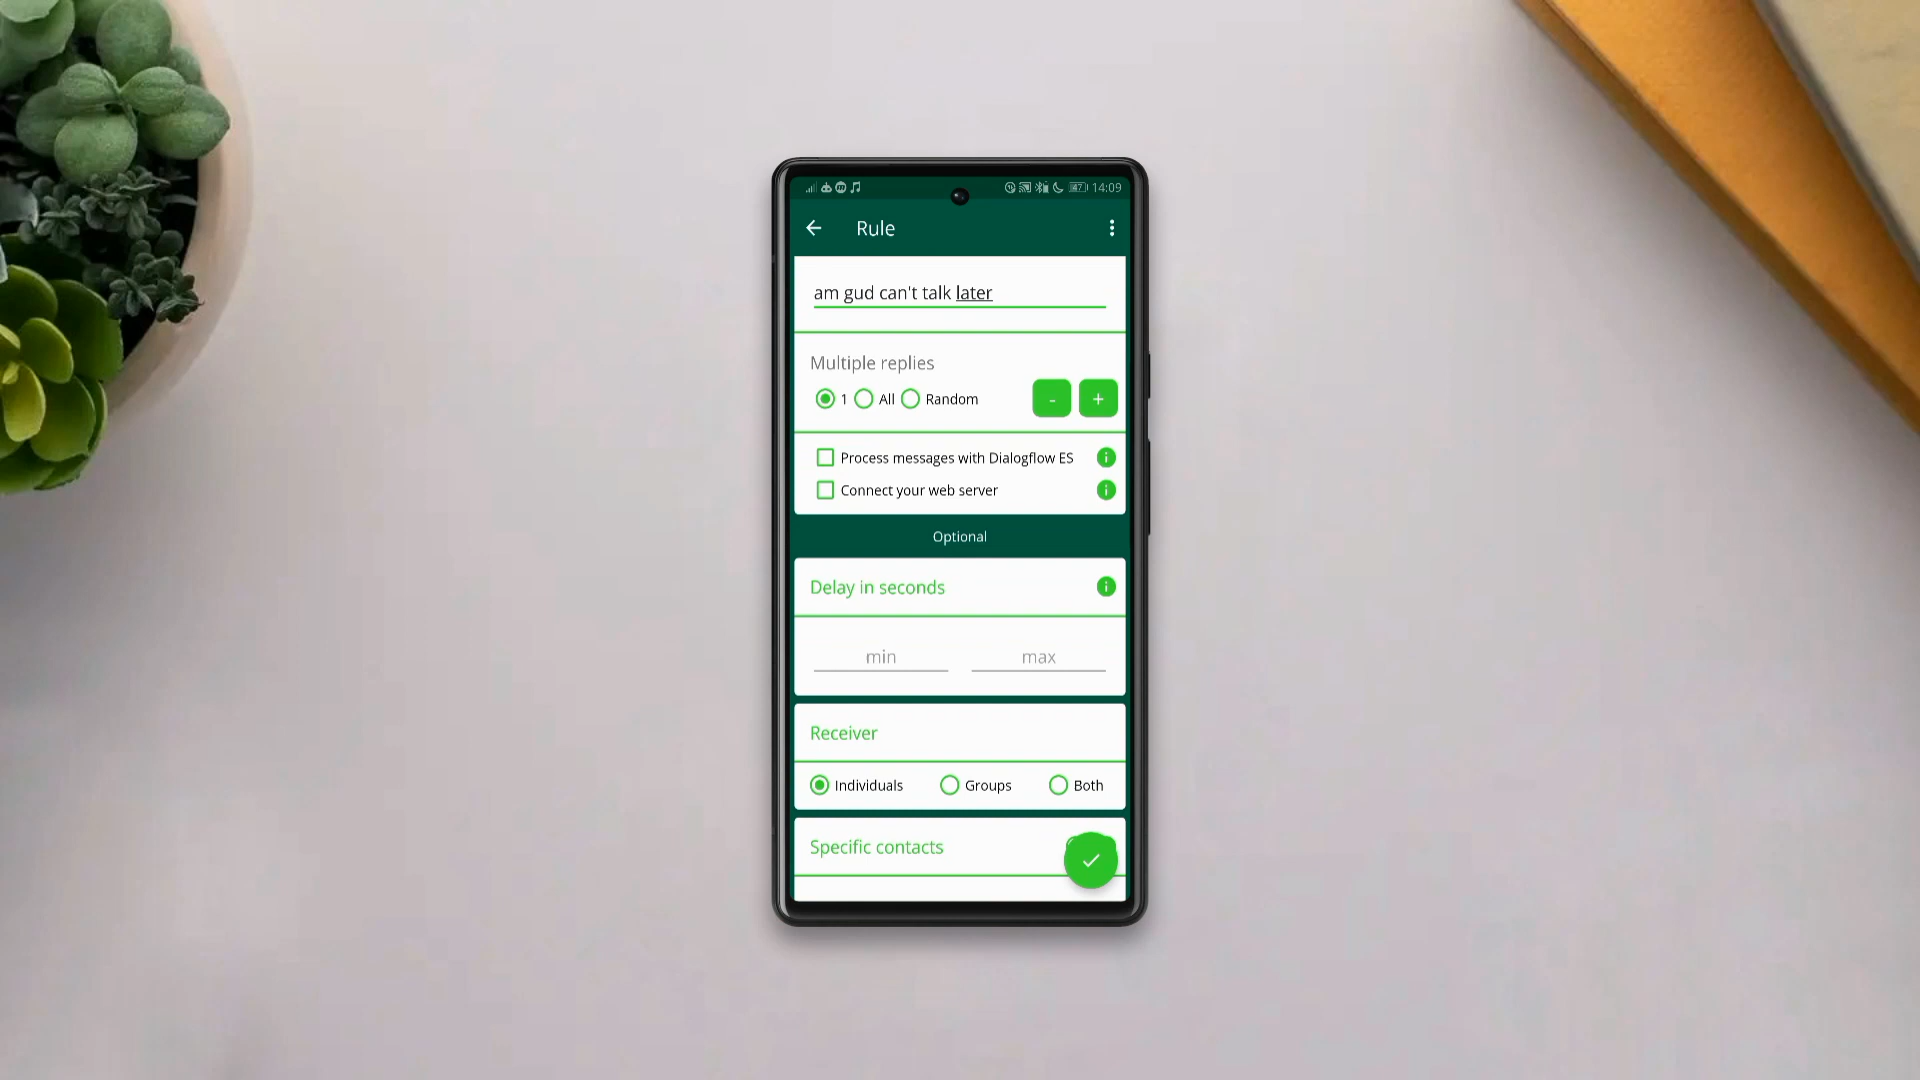 47 14:09
Rule
am gud can't talk later
Multiple replies
1 All Random - +
Process messages with Dialogflow ES
Connect your web server
Optional
Delay in seconds
min max
Receiver
Individuals Groups Both
Specific contacts